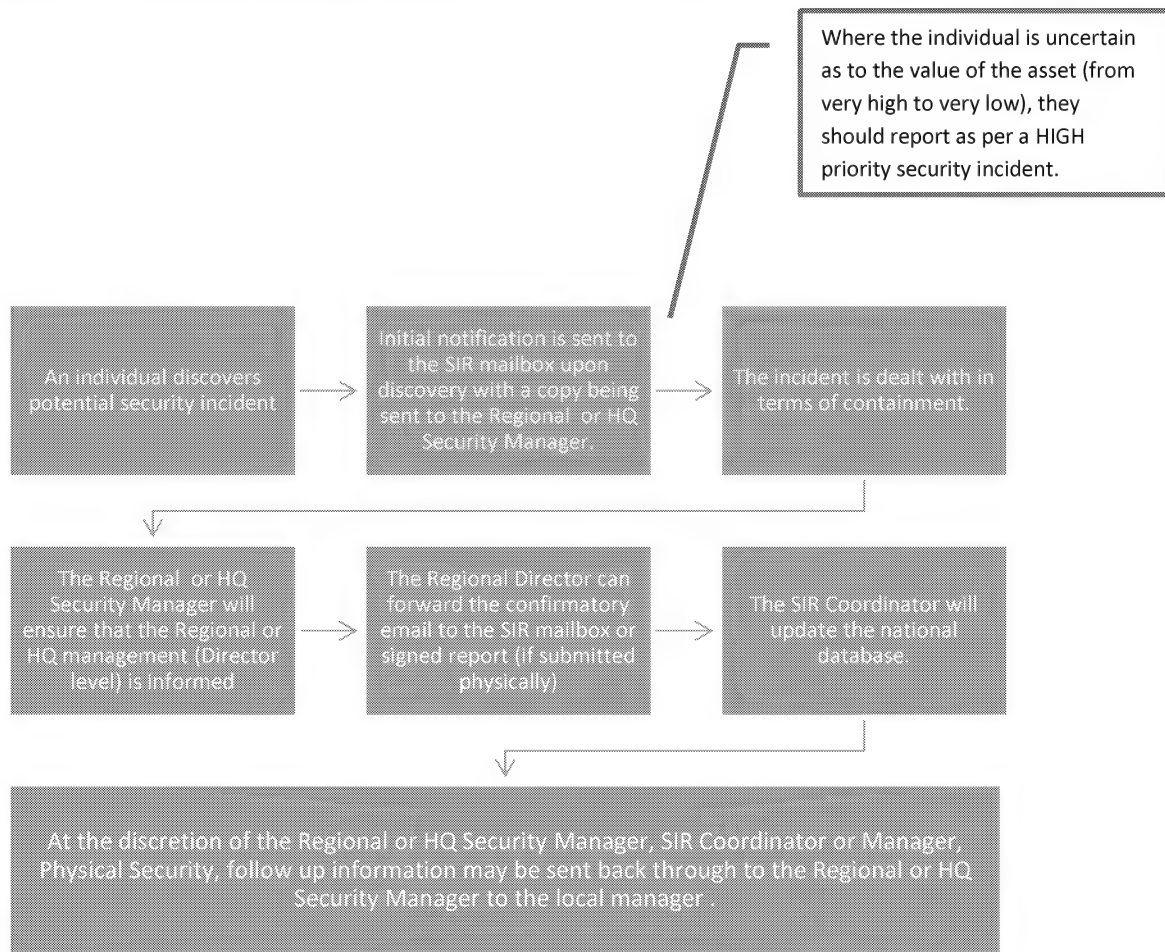 Where the individual is uncertain
as to the value of the asset (from
very high to very low), they
should report as per a HIGH
priority security incident.
An individual discovers
potential security incident
Initial notification is sent to
the SIR mailbox upon
discovery with a copy being
sent to the Regional or HQ
Security Manager.
The incident is dealt with in
terms of containment.
The Regional or HQ
Security Manager will
ensure that the Regional or
HQ management (Director
level) is informed
The Regional Director can
forward the confirmatory
email to the SIR mailbox or
signed report (if submitted
physically)
The SIR Coordinator will
update the national
database.
At the discretion of the Regional or HQ Security Manager, SIR Coordinator or Manager,
Physical Security, follow up information may be sent back through to the Regional or HQ
Security Manager to the local manager .